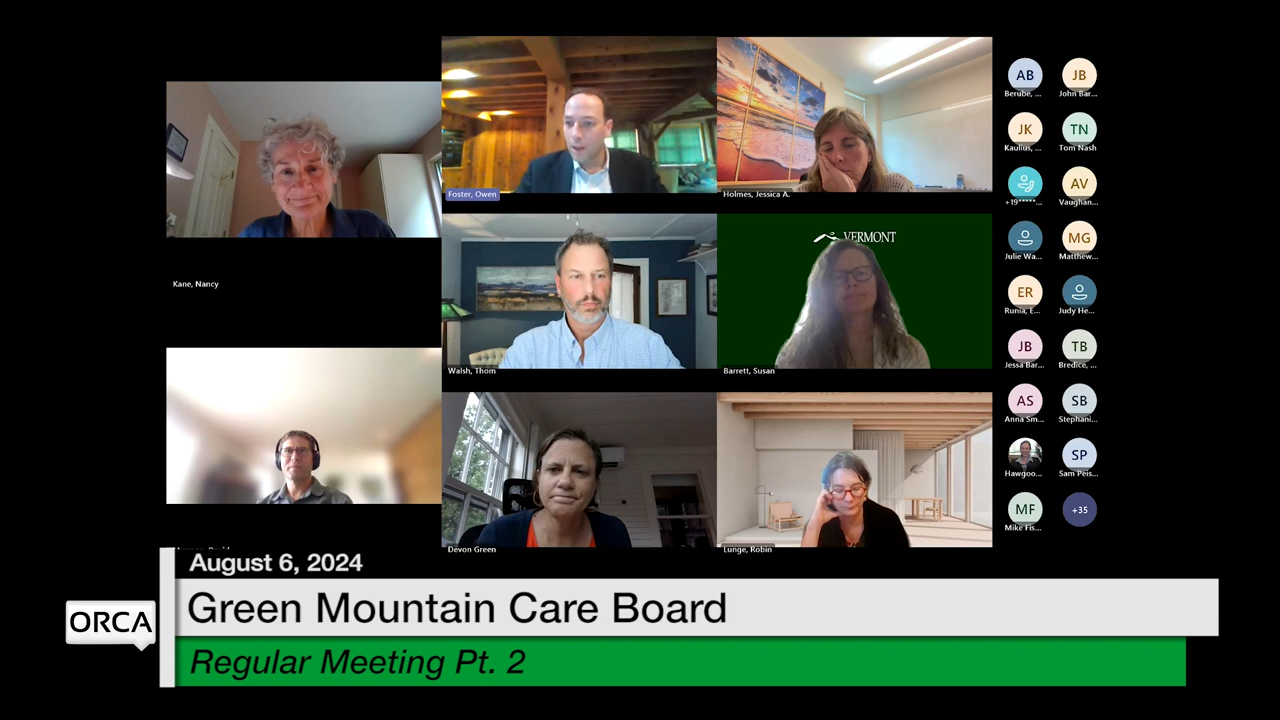 AB
JB
Berube, ...
John Bar...
JK
TN
Kaulius, ...
Tom Nash
AV
+19*****...
Vaughan...
MG
Julie Wa...
Matthew...
ER
Runia, E...
Judy He...
JB
TB
Jessa Bar...
Bredice, ...
AS
SB
Anna Sm...
Stephani...
SP
Hawgoo...
Sam Peis...
MF
+35
Mike Fis...
Foster, Owen
Holmes, Jessica A.
VERMONT
Kane, Nancy
Walsh, Thom
Barrett, Susan
Devon Green
Lunge, Robin
August 6, 2024
Green Mountain Care Board
ORCA
Regular Meeting Pt. 2